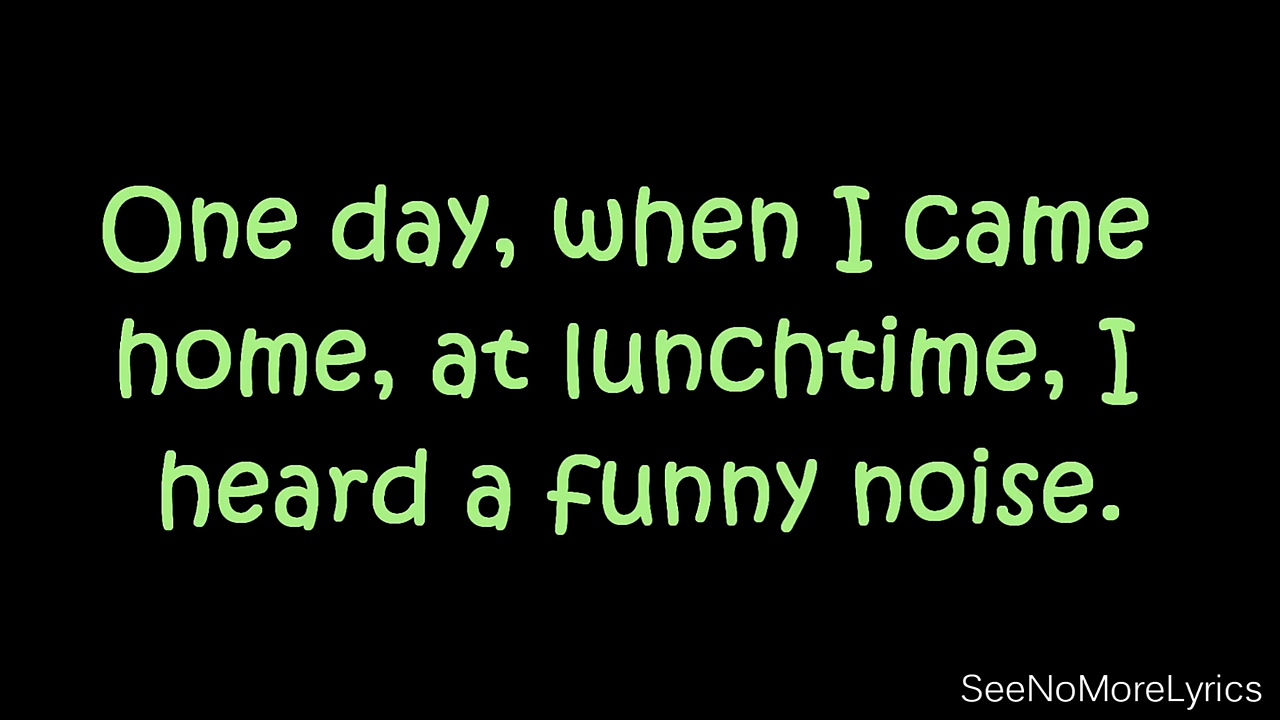 One day, when I came
home, at lunchtime, I
heard a funny noise.
SeeNoMoreLyrics